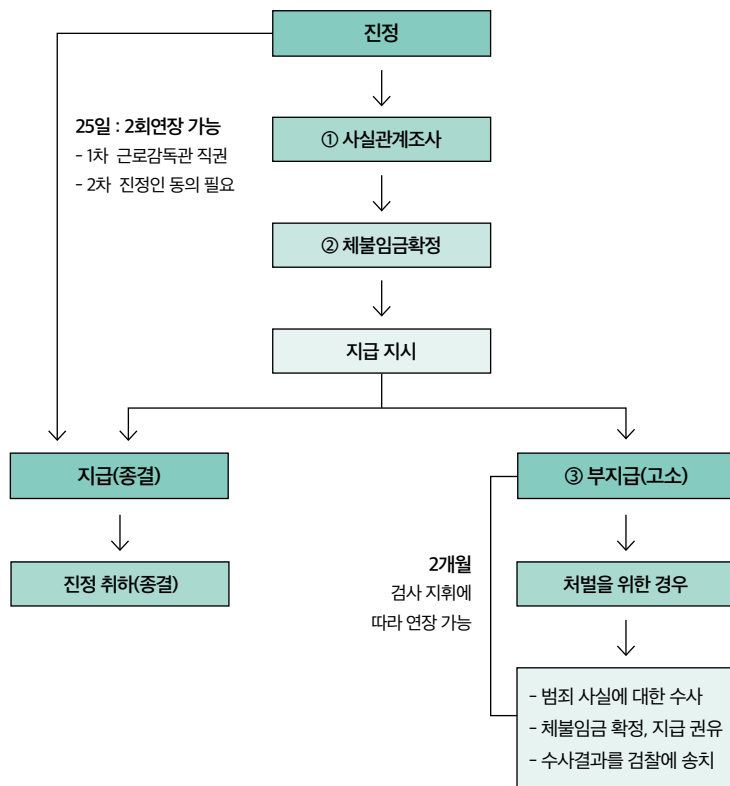 진정
25일 : 2회연장 가능
- 1차 근로감독관 직권
- 2차 진정인 동의 필요
① 사실관계조사
② 체불임금확정
지급 지시
지급(종결)
③ 부지급(고소)
진정 취하(종결)
2개월
검사 지휘에
따라 연장 가능
처벌을 위한 경우
- 범죄 사실에 대한 수사
- 체불임금 확정, 지급 권유
- 수사결과를 검찰에 송치